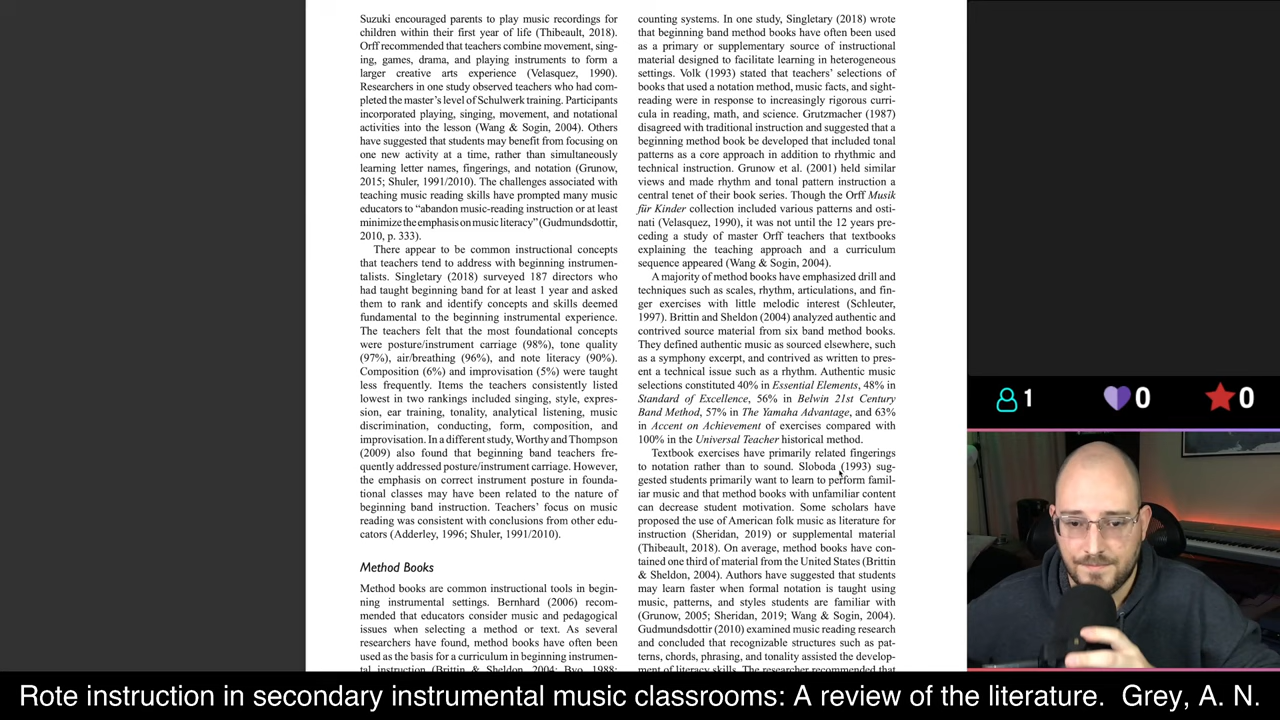 Suzuki encouraged parents to play music recordings for
children within their first year of life (Thibeault, 2018).
Orff recommended that teachers combine movement, sing-
ing, games, drama, and playing instruments to form a
larger creative arts experience (Velasquez, 1990).
Researchers in one study observed teachers who had com-
pleted the master's level of Schulwerk training. Participants
incorporated playing, singing, movement, and notational
activities into the lesson (Wang & Sogin, 2004). Others
have suggested that students may benefit from focusing on
one new activity at a time, rather than simultaneously
learning letter names, fingerings, and notation (Grunow,
2015; Shuler, 1991/2010). The challenges associated with
teaching music reading skills have prompted many music
educators to “abandon music-reading instruction or at least
minimize the emphasis on music literacy” (Gudmundsdottir,
2010, p. 333).
There appear to be common instructional concepts
that teachers tend to address with beginning instrumen-
talists. Singletary (2018) surveyed 187 directors who
had taught beginning band for at least 1 year and asked
them to rank and identify concepts and skills deemed
fundamental to the beginning instrumental experience.
The teachers felt that the most foundational concepts
were posture/instrument carriage (98%), tone quality
(97%), air/breathing (96%), and note literacy (90%).
Composition (6%) and improvisation (5%) were taught
less frequently. Items the teachers consistently listed
lowest in two rankings included singing, style, expres-
sion, ear training, tonality, analytical listening, music
discrimination, conducting, form, composition, and
improvisation. In a different study, Worthy and Thompson
(2009) also found that beginning band teachers fre-
quently addressed posture/instrument carriage. However,
the emphasis on correct instrument posture in founda-
tional classes may have been related to the nature of
beginning band instruction. Teachers' focus on music
reading was consistent with conclusions from other edu-
cators (Adderley, 1996; Shuler, 1991/2010).
Method Books
Method books are common instructional tools in begin-
ning instrumental settings. Bernhard (2006) recom-
mended that educators consider music and pedagogical
issues when selecting a method or text. As several
researchers have found, method books have often been
used as the basis for a curriculum in beginning instrumen-
tal instruction (Brittin & Sheldon, 2004; Byo, 1988;
counting systems. In one study, Singletary (2018) wrote
that beginning band method books have often been used
as a primary or supplementary source of instructional
material designed to facilitate learning in heterogeneous
settings. Volk (1993) stated that teachers' selections of
books that used a notation method, music facts, and sight-
reading were in response to increasingly rigorous curri-
cula in reading, math, and science. Grutzmacher (1987)
disagreed with traditional instruction and suggested that a
beginning method book be developed that included tonal
patterns as a core approach in addition to rhythmic and
technical instruction. Grunow et al. (2001) held similar
views and made rhythm and tonal pattern instruction a
central tenet of their book series. Though the Orff Musik
für Kinder collection included various patterns and osti-
nati (Velasquez, 1990), it was not until the 12 years pre-
ceding a study of master Orff teachers that textbooks
explaining the teaching approach and a curriculum
sequence appeared (Wang & Sogin, 2004).
A majority of method books have emphasized drill and
techniques such as scales, rhythm, articulations, and fin-
ger exercises with little melodic interest (Schleuter,
1997). Brittin and Sheldon (2004) analyzed authentic and
contrived source material from six band method books.
They defined authentic music as sourced elsewhere, such
as a symphony excerpt, and contrived as written to pres-
ent a technical issue such as a rhythm. Authentic music
selections constituted 40% in Essential Elements, 48% in
Standard of Excellence, 56% in Belwin 21st Century
Band Method, 57% in The Yamaha Advantage, and 63%
in Accent on Achievement of exercises compared with
100% in the Universal Teacher historical method.
Textbook exercises have primarily related fingerings
to notation rather than to sound. Sloboda (1993) sug-
gested students primarily want to learn to perform famil-
iar music and that method books with unfamiliar content
can decrease student motivation. Some scholars have
proposed the use of American folk music as literature for
instruction (Sheridan, 2019) or supplemental material
(Thibeault, 2018). On average, method books have con-
tained one third of material from the United States (Brittin
& Sheldon, 2004). Authors have suggested that students
may learn faster when formal notation is taught using
music, patterns, and styles students are familiar with
(Grunow, 2005; Sheridan, 2019; Wang & Sogin, 2004).
Gudmundsdottir (2010) examined music reading research
and concluded that recognizable structures such as pat-
terns, chords, phrasing, and tonality assisted the develop-
ment of literacy skills. The researcher recommended that
1
0
0
Rote instruction in secondary instrumental music classrooms: A review of the literature. Grey, A. N.